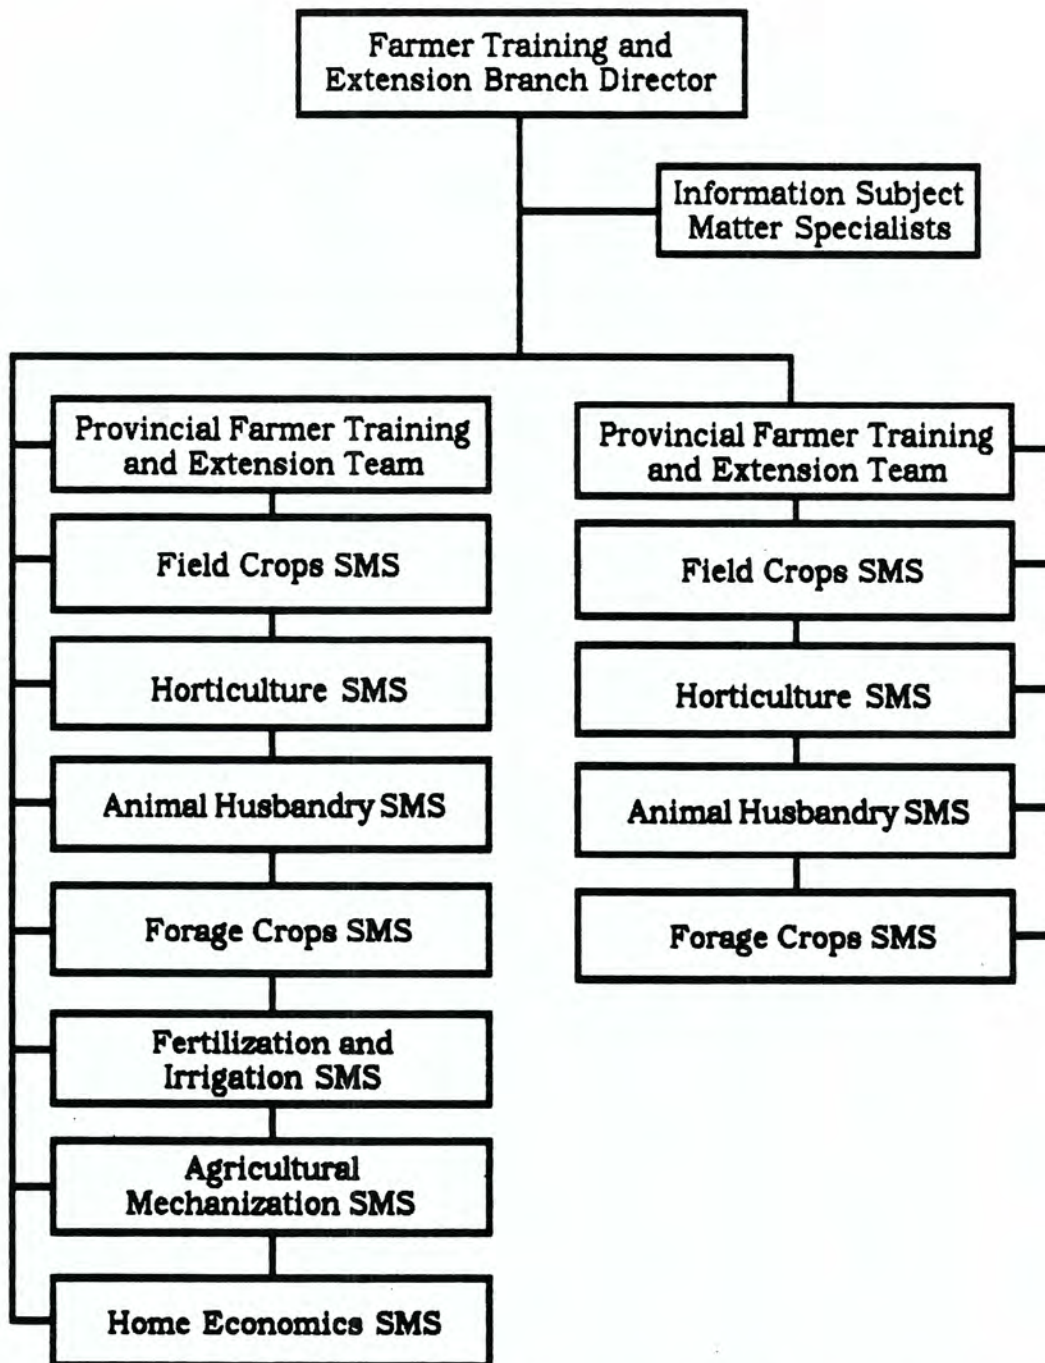 Farmer Training and
Extension Branch Director
Information Subject
Matter Specialists
Provincial Farmer Training
and Extension Team
Field Crops SMS
Horticulture SMS
Animal Husbandry SMS
Forage Crops SMS
Fertilization and
Irrigation SMS
Agricultural
Mechanization SMS
Home Economics SMS
Provincial Farmer Training
and Extension Team
Field Crops SMS
Horticulture SMS
Animal Husbandry SMS
Forage Crops SMS